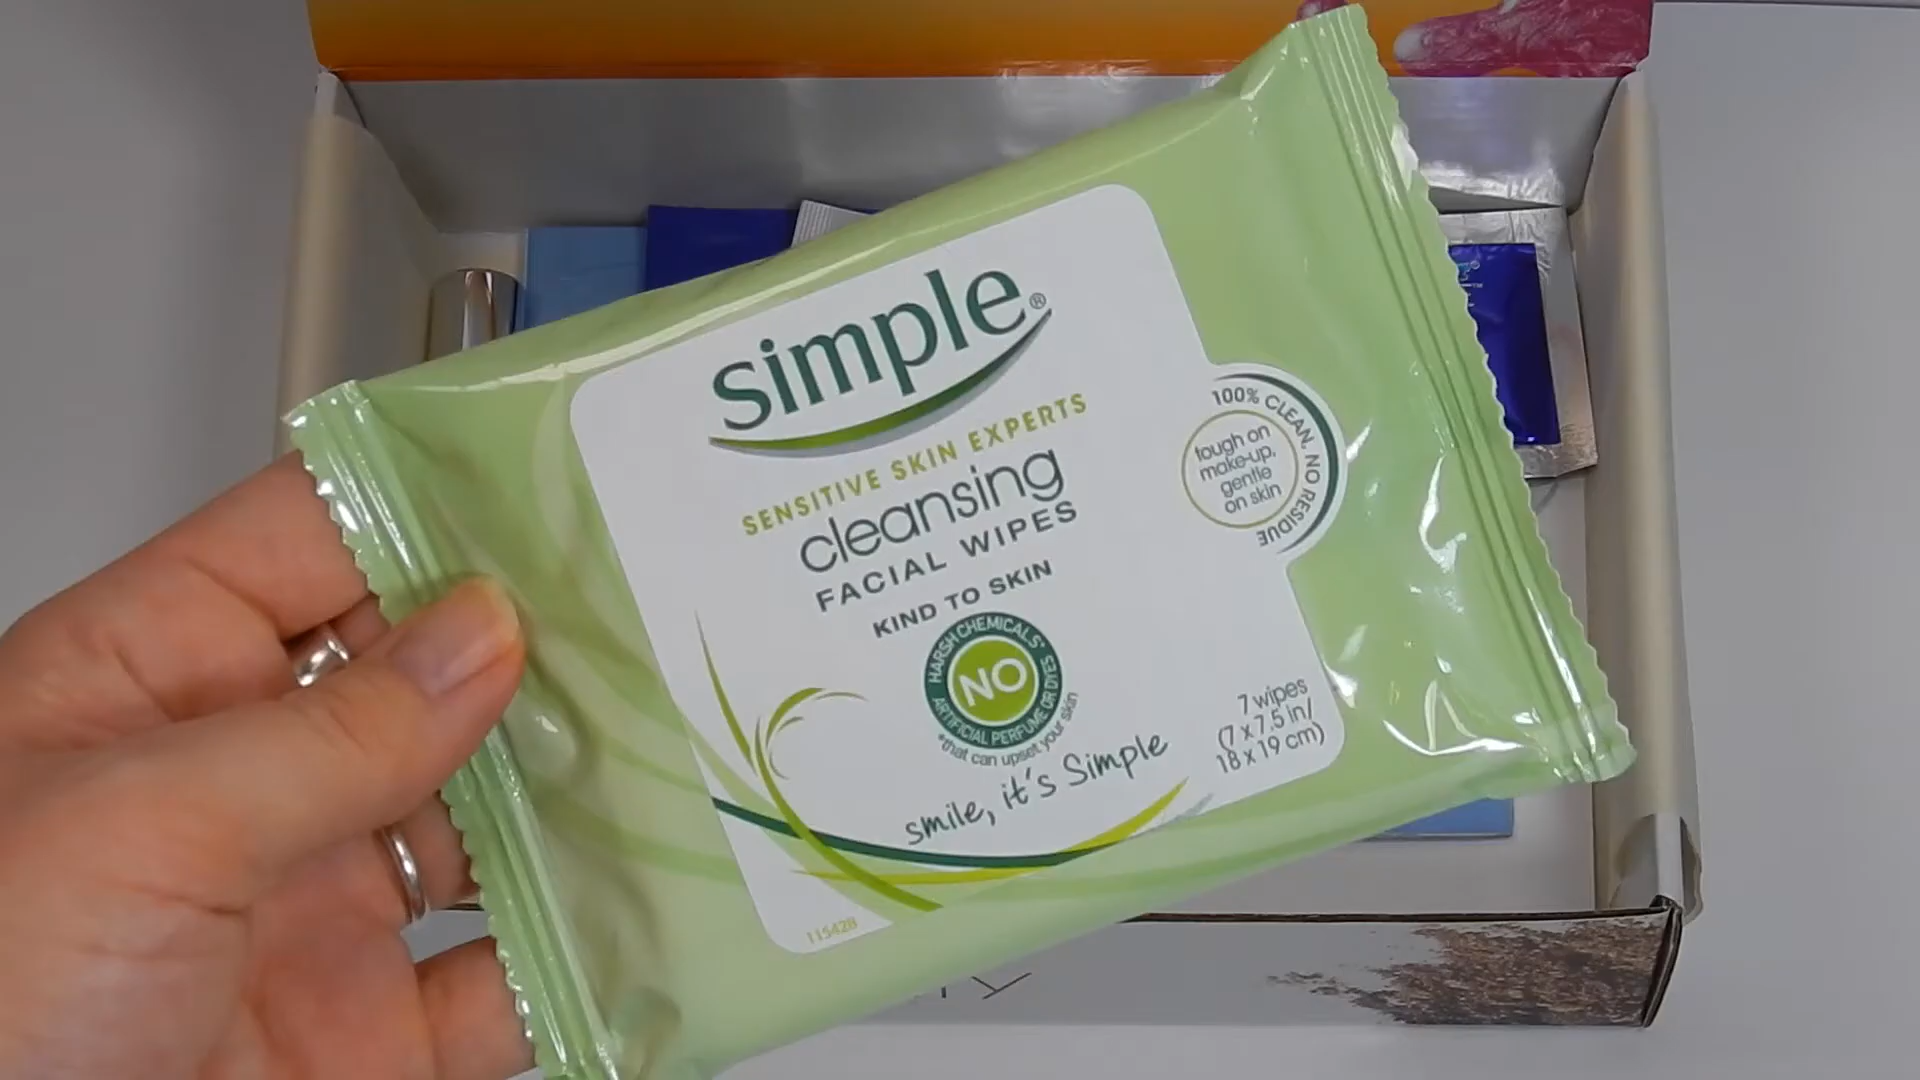 Simple®
SENSITIVE SKIN EXPERTS
cleansing
FACIAL WIPES
KIND TO SKIN
HARSH CHEMICALS*
NO
ARTIFICIAL PERFUME OR DYES
*that can upset your skin
smile, it's Simple
100% CLEAN. NO RESIDUE
tough on
make-up,
gentle
on skin
7 wipes
(7 x 7.5 in/
18 x 19 cm)
115428